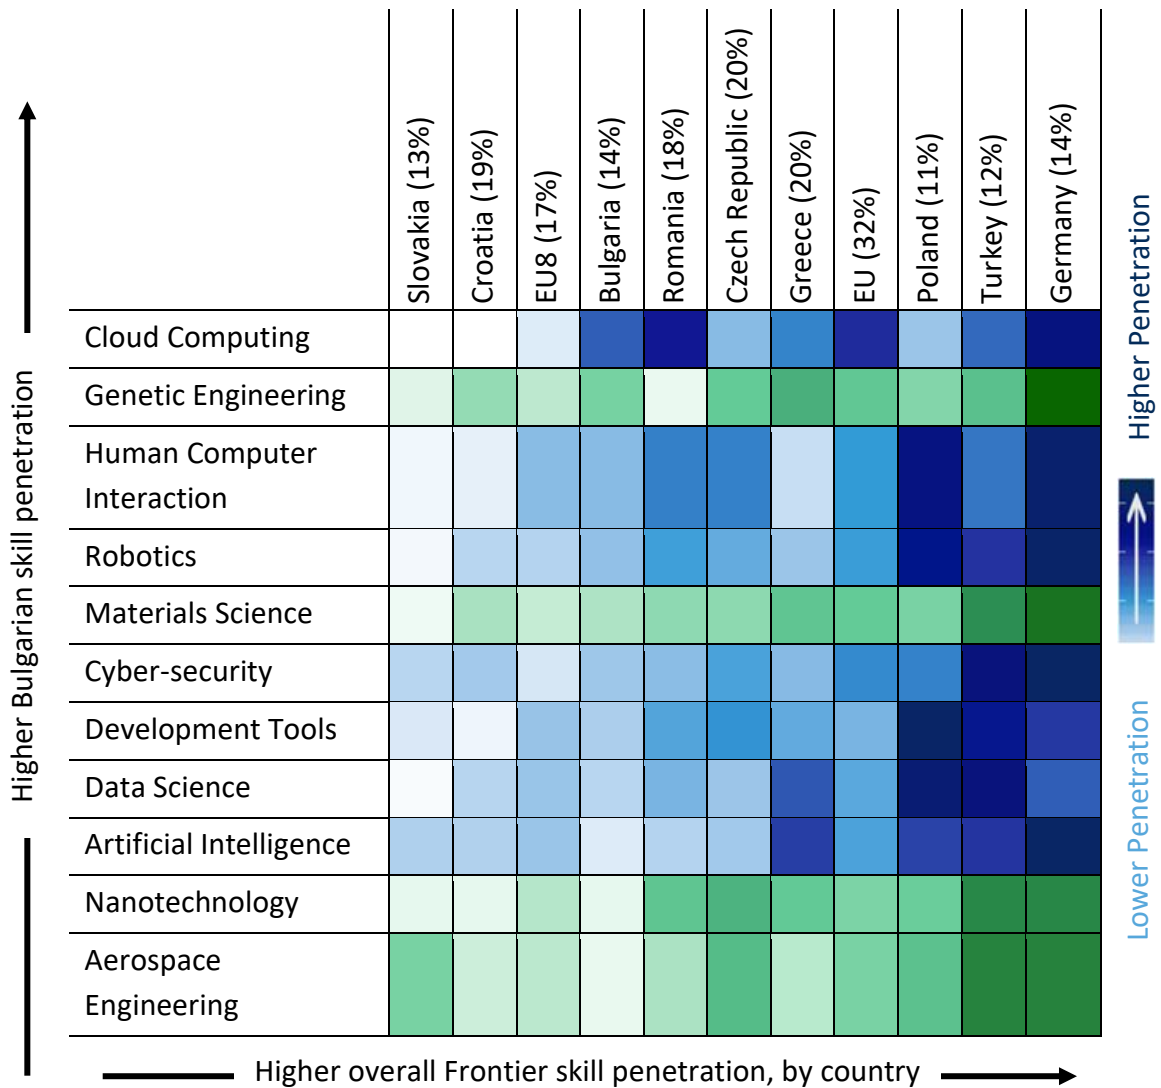 Slovakia (13%)
Croatia (19%)
EU8 (17%)
Bulgaria (14%)
Romania (18%)
Czech Republic (20%)
Greece (20%)
EU (32%)
Poland (11%)
Turkey (12%)
Germany (14%)
Higher Bulgarian skill penetration
Cloud Computing
Genetic Engineering
Human Computer
Interaction
Robotics
Materials Science
Cyber-security
Development Tools
Data Science
Artificial Intelligence
Nanotechnology
Aerospace
Engineering
Higher Penetration
Lower Penetration
Higher overall Frontier skill penetration, by country